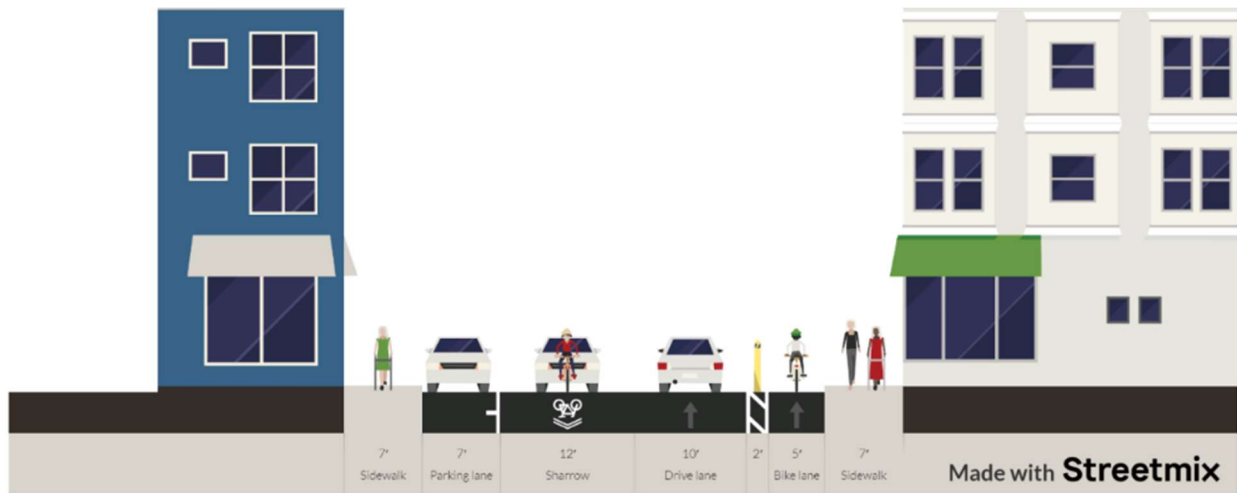 7' 7' 12' 10' 2' 5' 7'
Sidewalk Parking lane Sharrow Drive lane Bike lane Sidewalk
Made with Streetmix